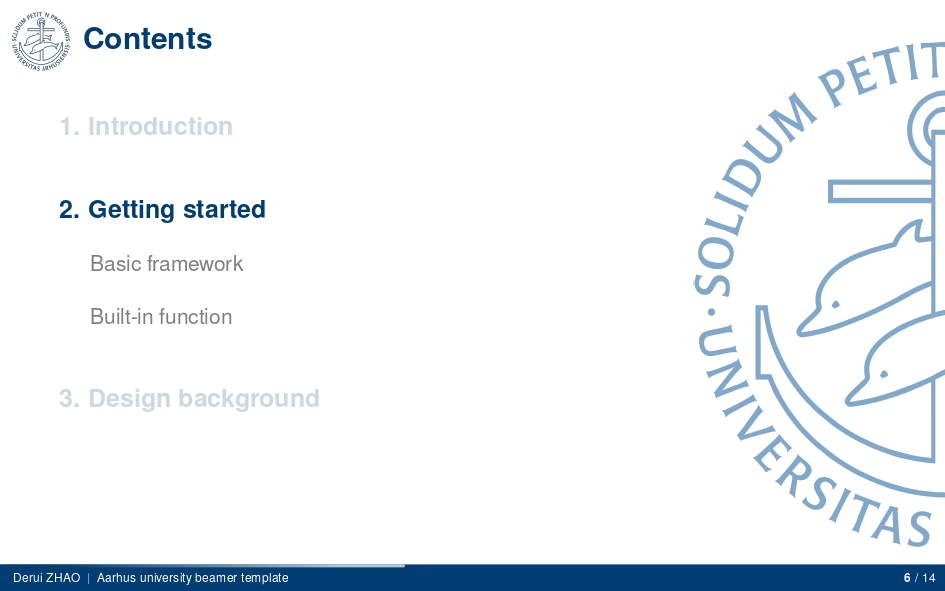 SOLIDUM PETIT IN PROFUNDIS
UNIVERSITAS ARHUSIENSIS
Contents
1. Introduction
2. Getting started
Basic framework
Built-in function
3. Design background
SOLIDUM PETIT
· UNIVERSITAS
Derui ZHAO | Aarhus university beamer template
6 / 14